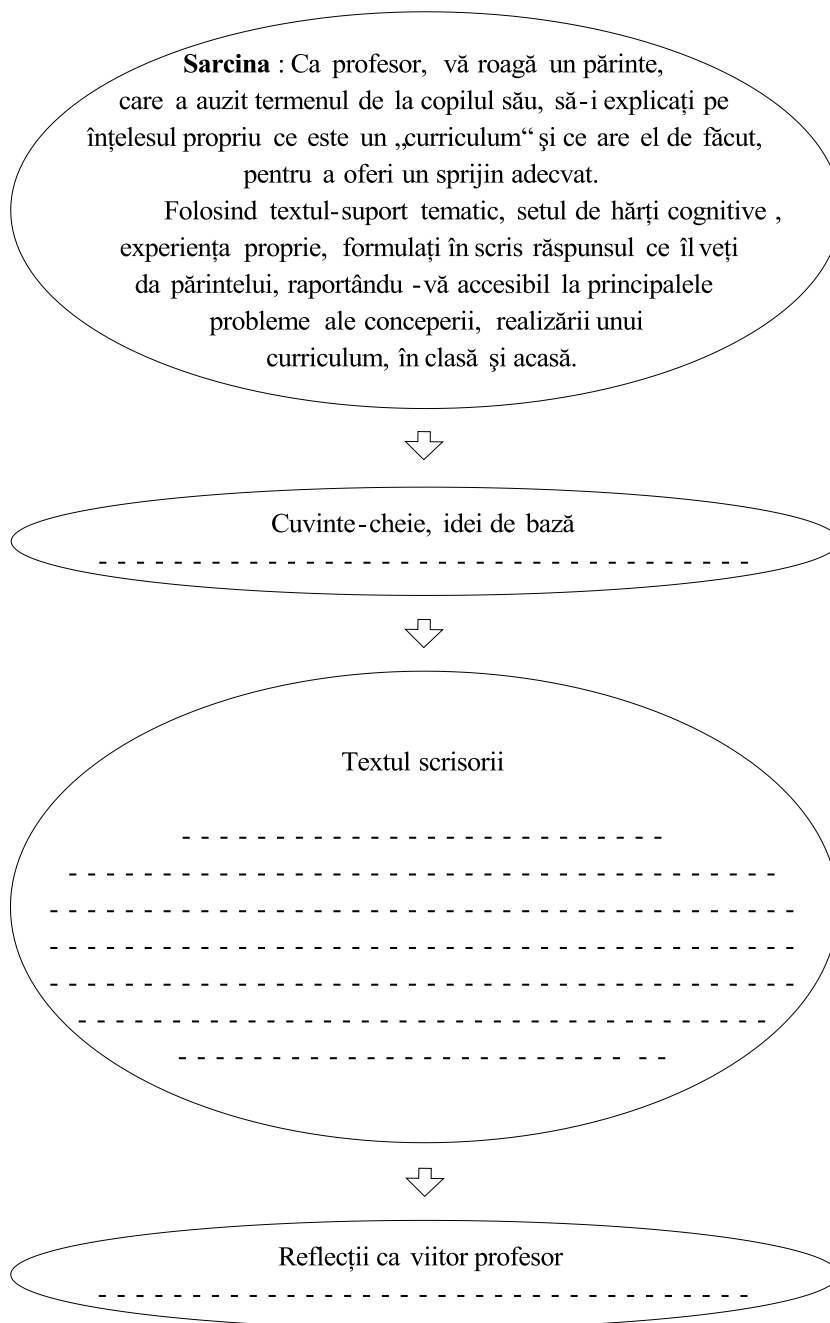 Sarcina : Ca profesor, vă roagă un părinte,
care a auzit termenul de la copilul său, să-i explicați pe
înțelesul propriu ce este un „curriculum“ şi ce are el de făcut,
pentru a oferi un sprijin adecvat.
Folosind textul-suport tematic, setul de hărți cognitive ,
experiența proprie, formulați în scris răspunsul ce îl veți
da părintelui, raportându -vă accesibil la principalele
probleme ale conceperii, realizării unui
curriculum, în clasă şi acasă.
Cuvinte-cheie, idei de bază
Textul scrisorii
Reflecții ca viitor profesor